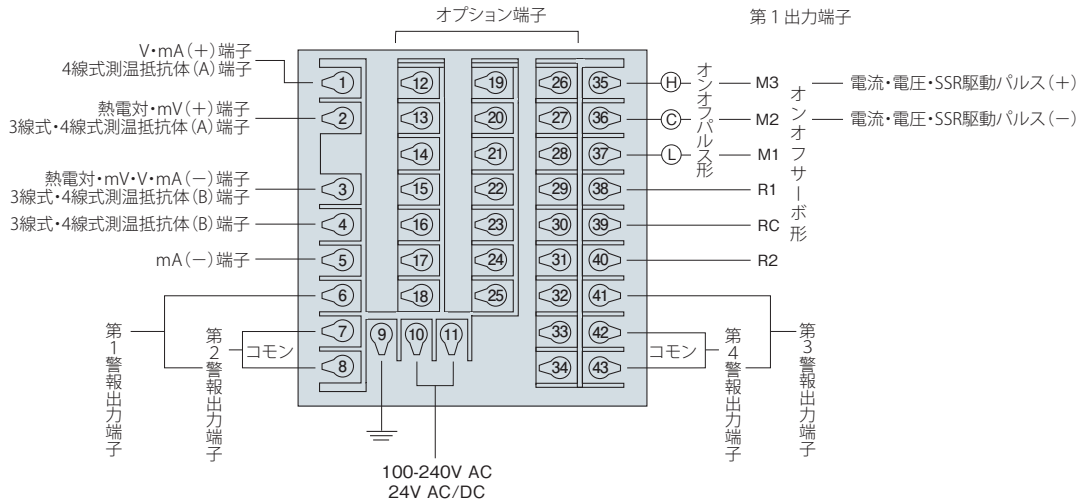 オプション端子
第1出力端子
V・mA(+)端子
4線式測温抵抗体(A)端子
熱電対・mV(+)端子
3線式・4線式測温抵抗体(A)端子
熱電対・mV・V・mA(−)端子
3線式・4線式測温抵抗体(B)端子
3線式・4線式測温抵抗体(B)端子
mA(−)端子
第1警報出力端子
第2警報出力端子
コモン
1
2
3
4
5
6
7
8
9
10
11
12
13
14
15
16
17
18
19
20
21
22
23
24
25
26
27
28
29
30
31
32
33
34
35
36
37
38
39
40
41
42
43
H
C
L
オンオフパルス形
M3
M2
M1
R1
RC
R2
オンオフサーボ形
電流・電圧・SSR駆動パルス(+)
電流・電圧・SSR駆動パルス(−)
コモン
第4警報出力端子
第3警報出力端子
100-240V AC
24V AC/DC